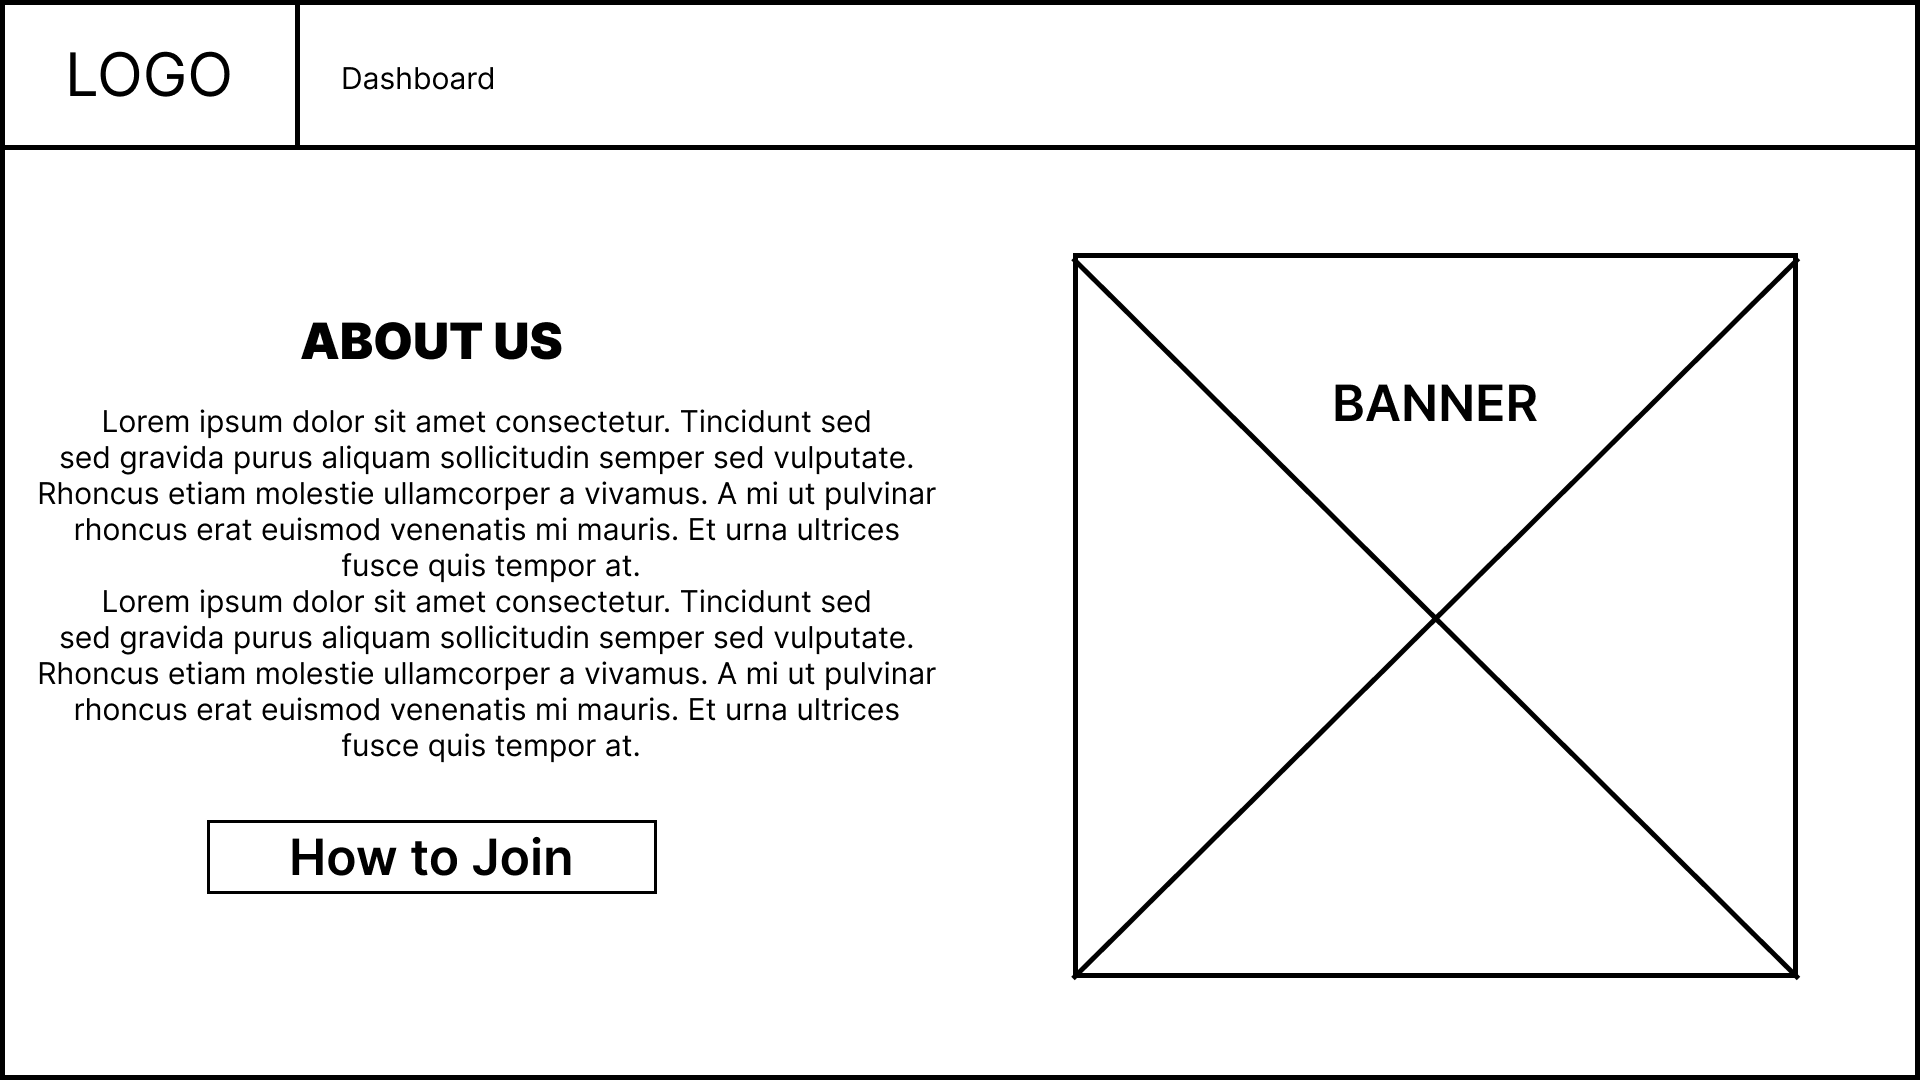 LOGO
Dashboard
ABOUT US
Lorem ipsum dolor sit amet consectetur. Tincidunt sed
sed gravida purus aliquam sollicitudin semper sed vulputate.
Rhoncus etiam molestie ullamcorper a vivamus. A mi ut pulvinar
rhoncus erat euismod venenatis mi mauris. Et urna ultrices
fusce quis tempor at.
Lorem ipsum dolor sit amet consectetur. Tincidunt sed
sed gravida purus aliquam sollicitudin semper sed vulputate.
Rhoncus etiam molestie ullamcorper a vivamus. A mi ut pulvinar
rhoncus erat euismod venenatis mi mauris. Et urna ultrices
fusce quis tempor at.
How to Join
BANNER